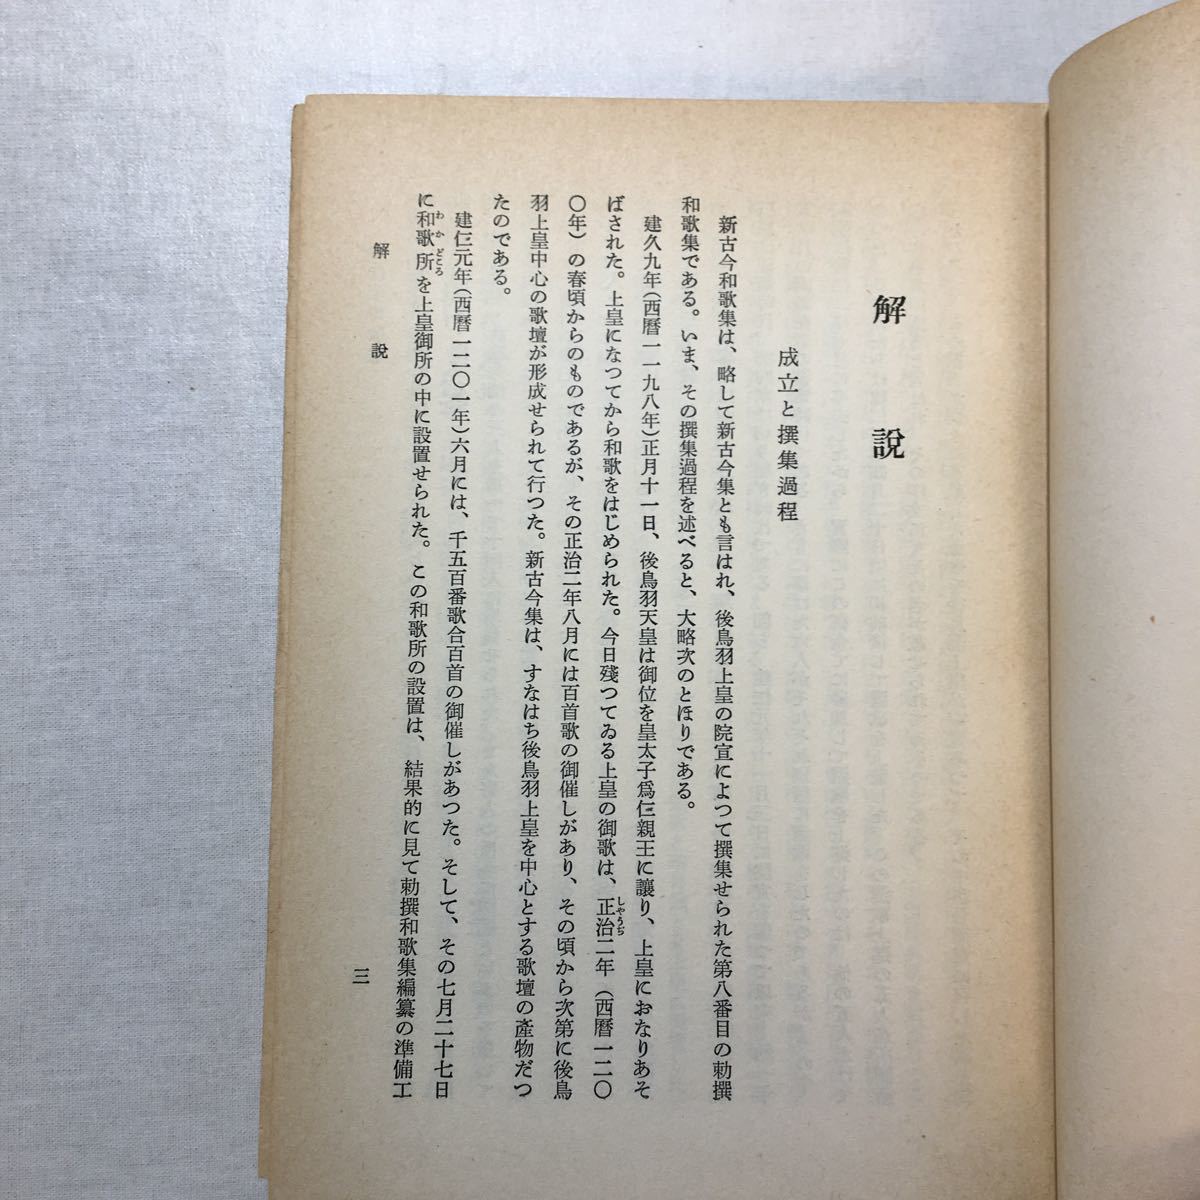 解說
成立と撰集過程
新古今和歌集は、略して新古今集とも言はれ、後鳥羽上皇の院宣によつて撰集せられた第八番目の勅撰
和歌集である。いま、その撰集過程を述べると、大略次のとほりである。
建久九年(西曆一一九八年)正月十一日、後鳥羽天皇は御位を皇太子爲仁親王に讓り、上皇におなりあそ
ばされた。上皇になつてから和歌をはじめられた。今日殘つてゐる上皇の御歌は、正治二年(西曆一二〇
しやうぢ
〇年)の春頃からのものであるが、その正治二年八月には百首歌の御催しがあり、その頃から次第に後鳥
羽上皇中心の歌壇が形成せられて行つた。新古今集は、すなはち後鳥羽上皇を中心とする歌壇の產物だつ
たのである。
建仁元年(西曆一二〇一年)六月には、千五百番歌合百首の御催しがあつた。そして、その七月二十七日
に和歌所を上皇御所の中に設置せられた。この和歌所の設置は、結果的に見て勅撰和歌集編纂の準備工
わかどころ
解說
三